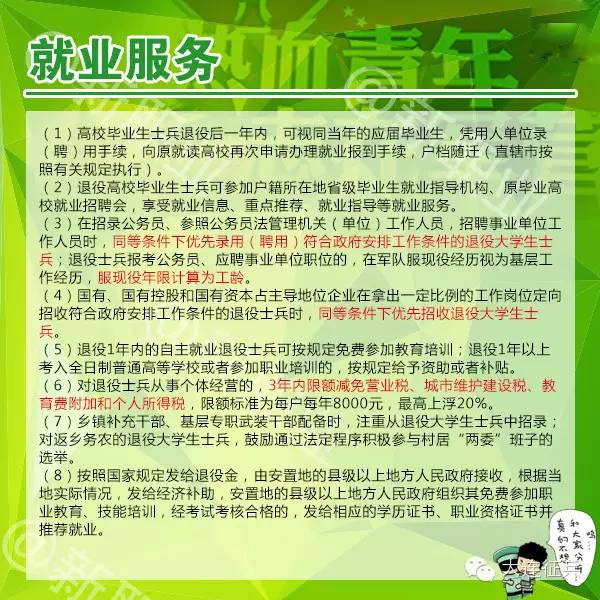 就业服务
热血青年
（1）高校毕业生士兵退役后一年内，可视同当年的应届毕业生，凭用人单位录
（聘）用手续，向原就读高校再次申请办理就业报到手续，户档随迁（直辖市按
照有关规定执行）。
（2）退役高校毕业生士兵可参加户籍所在地省级毕业生就业指导机构、原毕业高
校就业招聘会，享受就业信息、重点推荐、就业指导等就业服务。
（3）在招录公务员、参照公务员法管理机关（单位）工作人员，招聘事业单位工
作人员时，同等条件下优先录用（聘用）符合政府安排工作条件的退役大学生士
兵；退役士兵报考公务员、应聘事业单位职位的，在军队服现役经历视为基层工
作经历，服现役年限计算为工龄。
（4）国有、国有控股和国有资本占主导地位企业在拿出一定比例的工作岗位定向
招收符合政府安排工作条件的退役士兵时，同等条件下优先招收退役大学生士
兵。
（5）退役1年内的自主就业退役士兵可按规定免费参加教育培训；退役1年以上
考入全日制普通高等学校或者参加职业培训的，按规定给予资助或者补贴。
（6）对退役士兵从事个体经营的，3年内限额减免营业税、城市维护建设税、教
育费附加和个人所得税，限额标准为每户每年8000元，最高上浮20%。
（7）乡镇补充干部、基层专职武装干部配备时，注重从退役大学生士兵中招录；
对返乡务农的退役大学生士兵，鼓励通过法定程序积极参与村居“两委”班子的
选举。
（8）按照国家规定发给退役金，由安置地的县级以上地方人民政府接收，根据当
地实际情况，发给经济补助，安置地的县级以上地方人民政府组织其免费参加职
业教育、技能培训，经考试考核合格的，发给相应的学历证书、职业资格证书并
推荐就业。
呜...
和大家分开...
真的不想
大连征兵